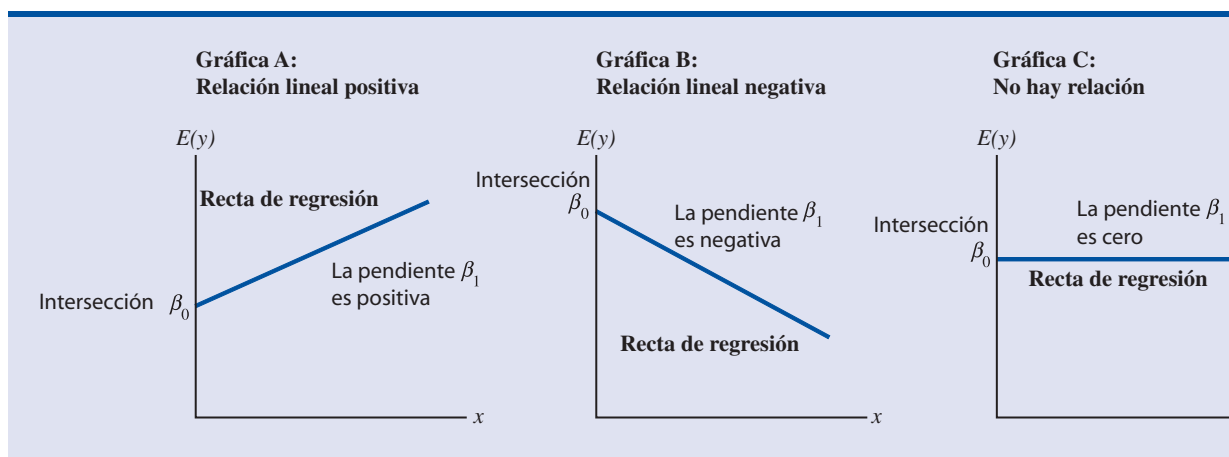 Gráfica A:
Relación lineal positiva
E(y)
Recta de regresión
La pendiente β₁
es positiva
Intersección β₀
x
Gráfica B:
Relación lineal negativa
E(y)
Intersección
β₀
La pendiente β₁
es negativa
Recta de regresión
x
Gráfica C:
No hay relación
E(y)
La pendiente β₁
es cero
Intersección
β₀
Recta de regresión